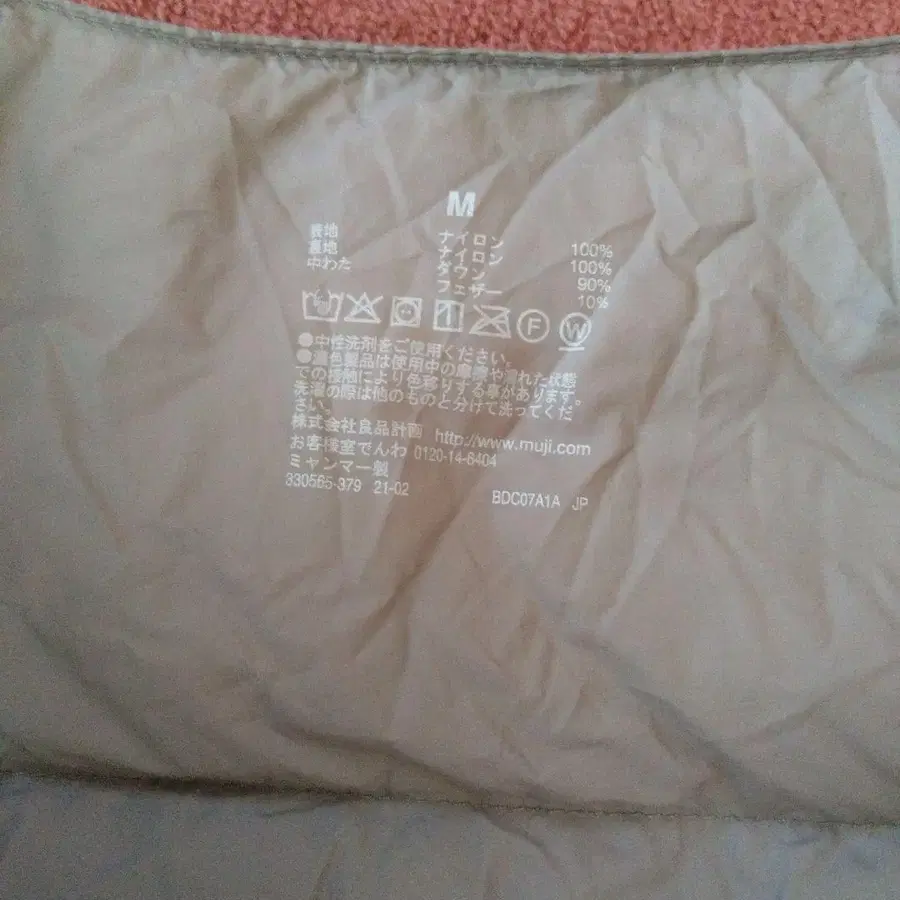 M
表地 ナイロン 100%
裏地 ナイロン 100%
中わた ダウン 90%
フェザー 10%
F W
●中性洗剤をご使用ください。
●濃色製品は使用中の摩擦や濡れた状態
での接触により色移りする事があります。
洗濯の際は他のものと分けて洗ってくだ
さい。
株式会社良品計画 http://www.muji.com
お客様室でんわ 0120-14-6404
ミャンマー製
330565-379 21-02 BDC07A1A JP